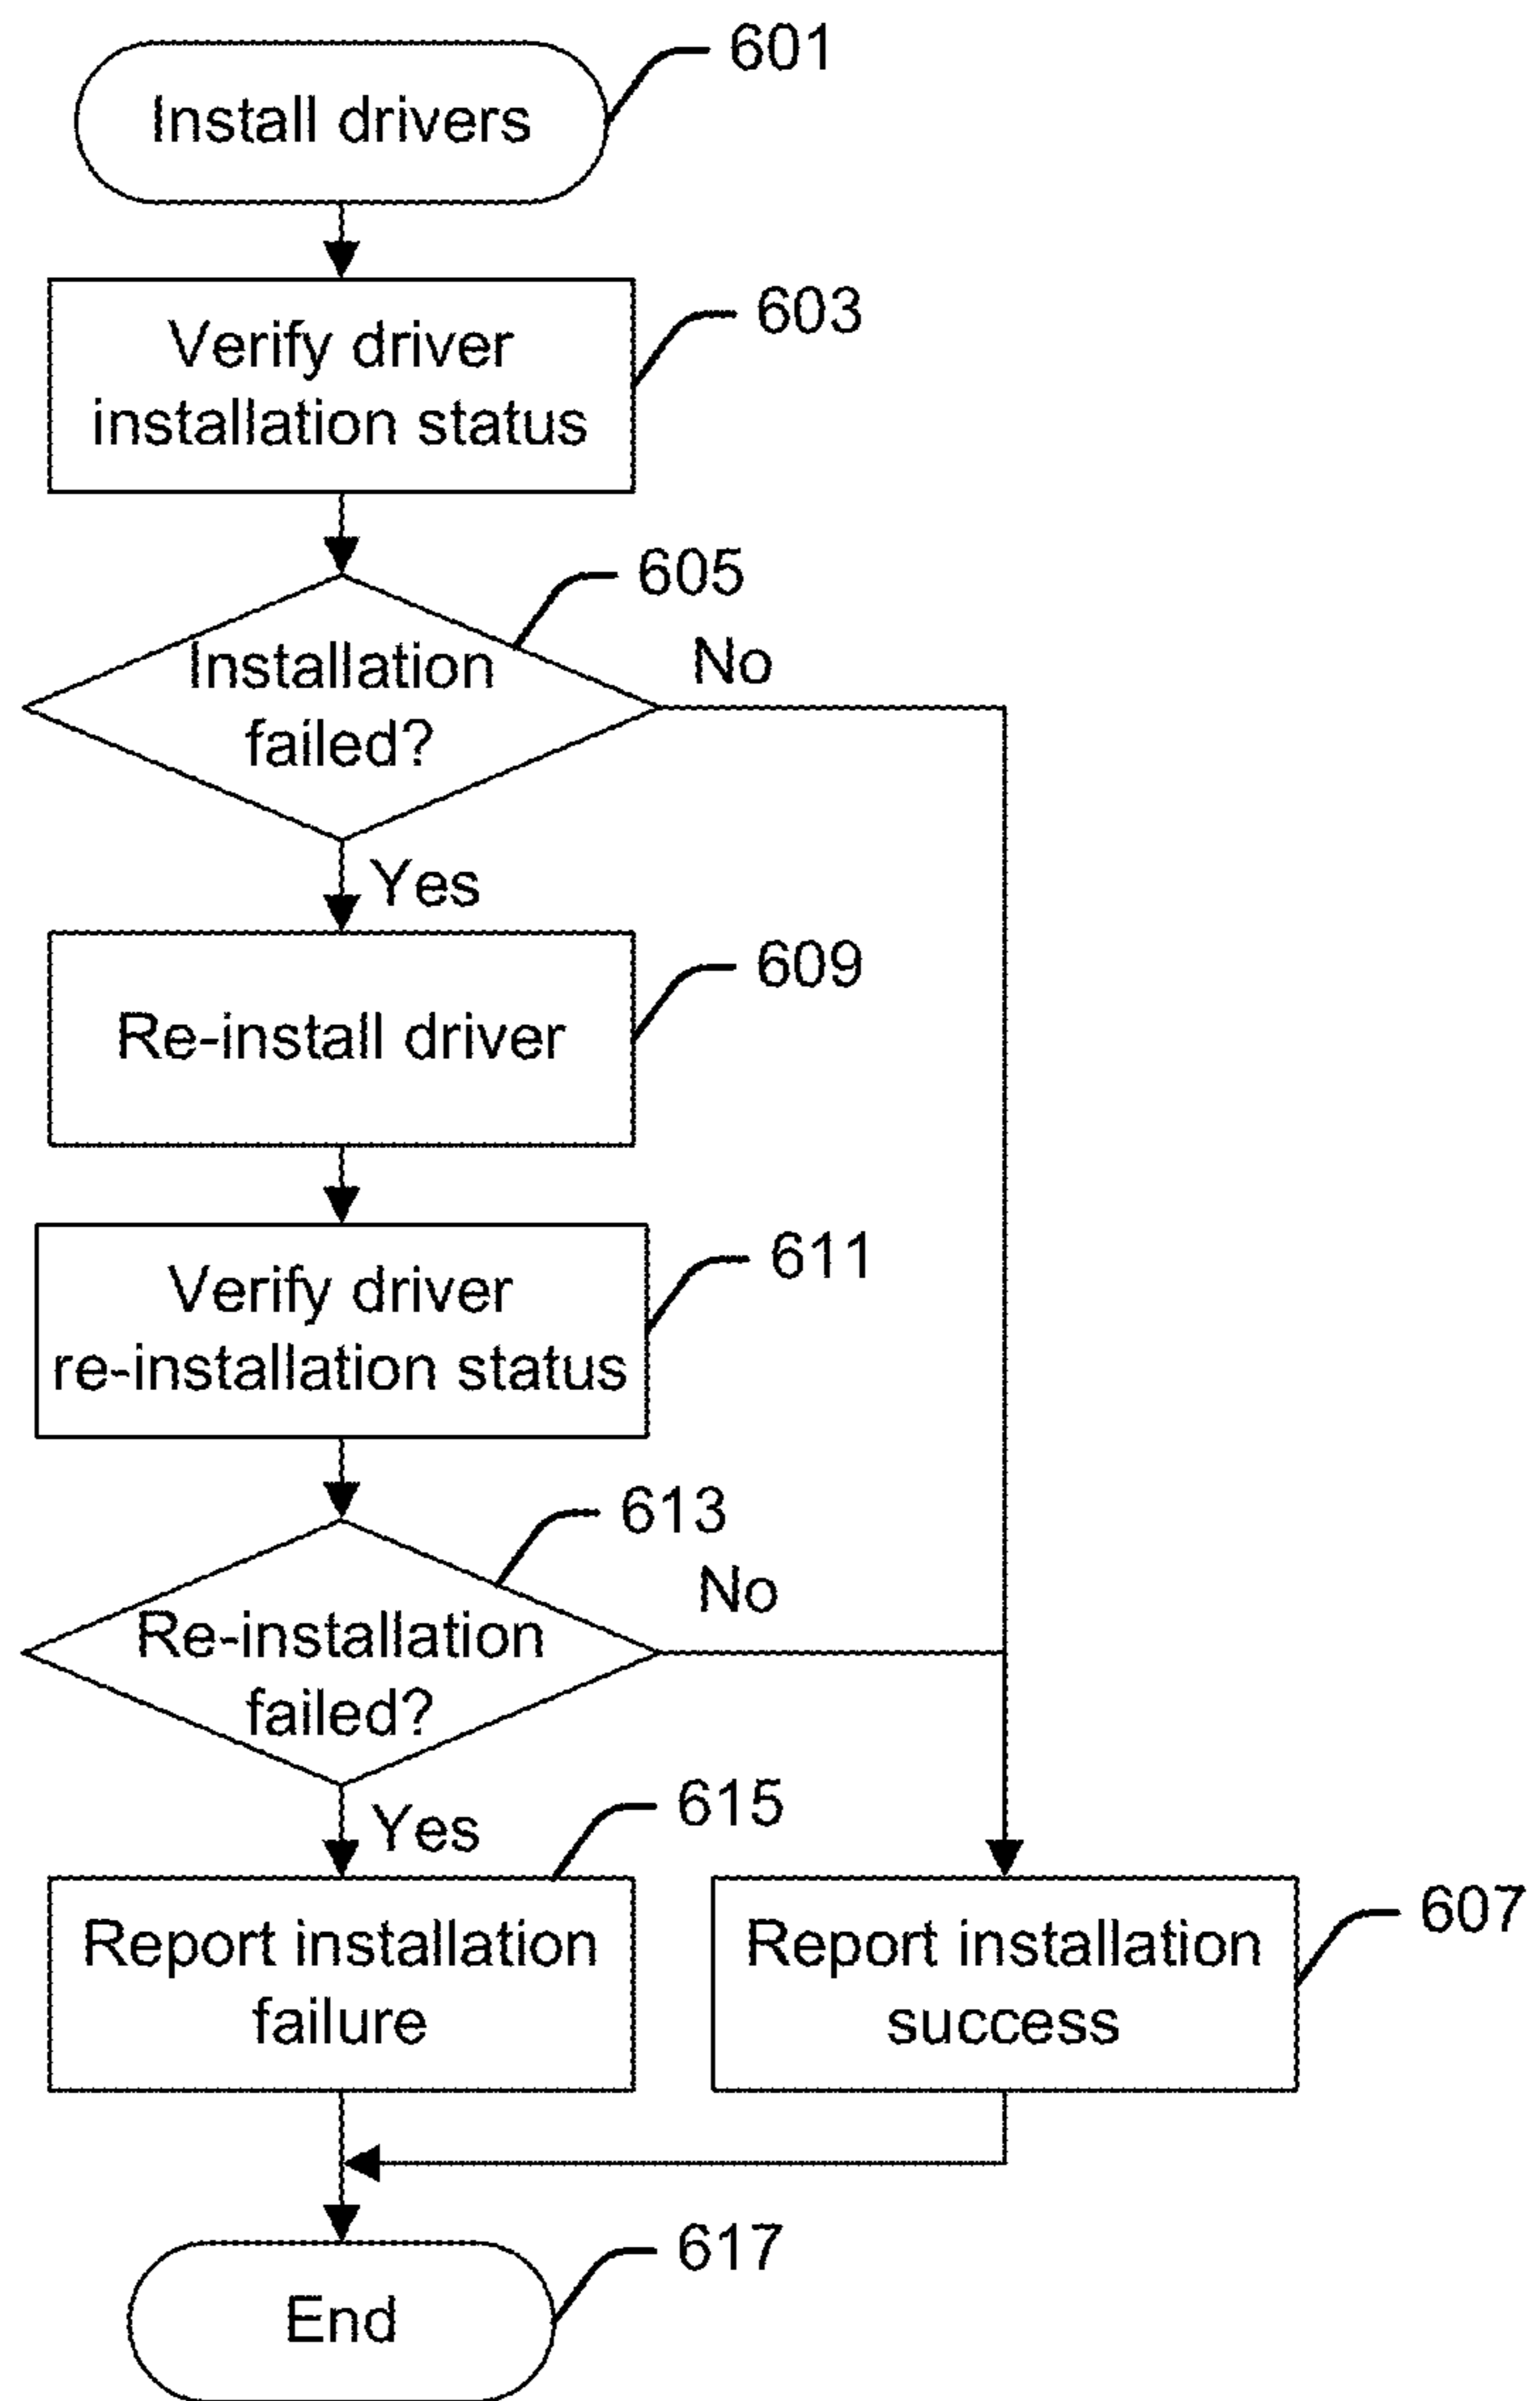 601
Install drivers
603
Verify driver
installation status
605
No
Installation
failed?
Yes
609
Re-install driver
611
Verify driver
re-installation status
613
No
Re-installation
failed?
Yes
615
Report installation
failure
607
Report installation
success
617
End